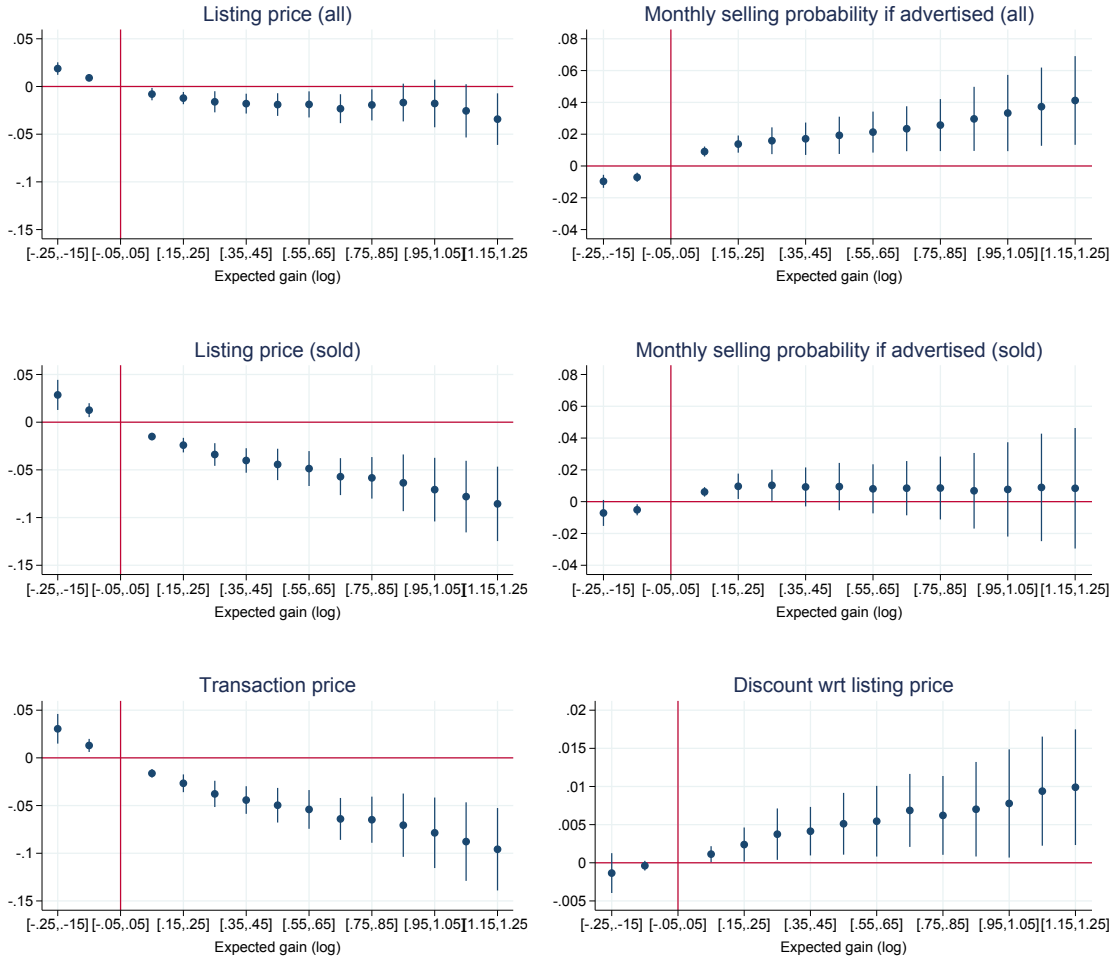 Listing price (all)
.05
0
-.05
-.1
-.15
[-.25,-.15] [-.05,.05] [.15,.25] [.35,.45] [.55,.65] [.75,.85] [.95,1.05] [1.15,1.25]
Expected gain (log)
Monthly selling probability if advertised (all)
.08
.06
.04
.02
0
-.02
-.04
[-.25,-.15] [-.05,.05] [.15,.25] [.35,.45] [.55,.65] [.75,.85] [.95,1.05] [1.15,1.25]
Expected gain (log)
Listing price (sold)
.05
0
-.05
-.1
-.15
[-.25,-.15] [-.05,.05] [.15,.25] [.35,.45] [.55,.65] [.75,.85] [.95,1.05] [1.15,1.25]
Expected gain (log)
Monthly selling probability if advertised (sold)
.08
.06
.04
.02
0
-.02
-.04
[-.25,-.15] [-.05,.05] [.15,.25] [.35,.45] [.55,.65] [.75,.85] [.95,1.05] [1.15,1.25]
Expected gain (log)
Transaction price
.05
0
-.05
-.1
-.15
[-.25,-.15] [-.05,.05] [.15,.25] [.35,.45] [.55,.65] [.75,.85] [.95,1.05] [1.15,1.25]
Expected gain (log)
Discount wrt listing price
.02
.015
.01
.005
0
-.005
[-.25,-.15] [-.05,.05] [.15,.25] [.35,.45] [.55,.65] [.75,.85] [.95,1.05] [1.15,1.25]
Expected gain (log)